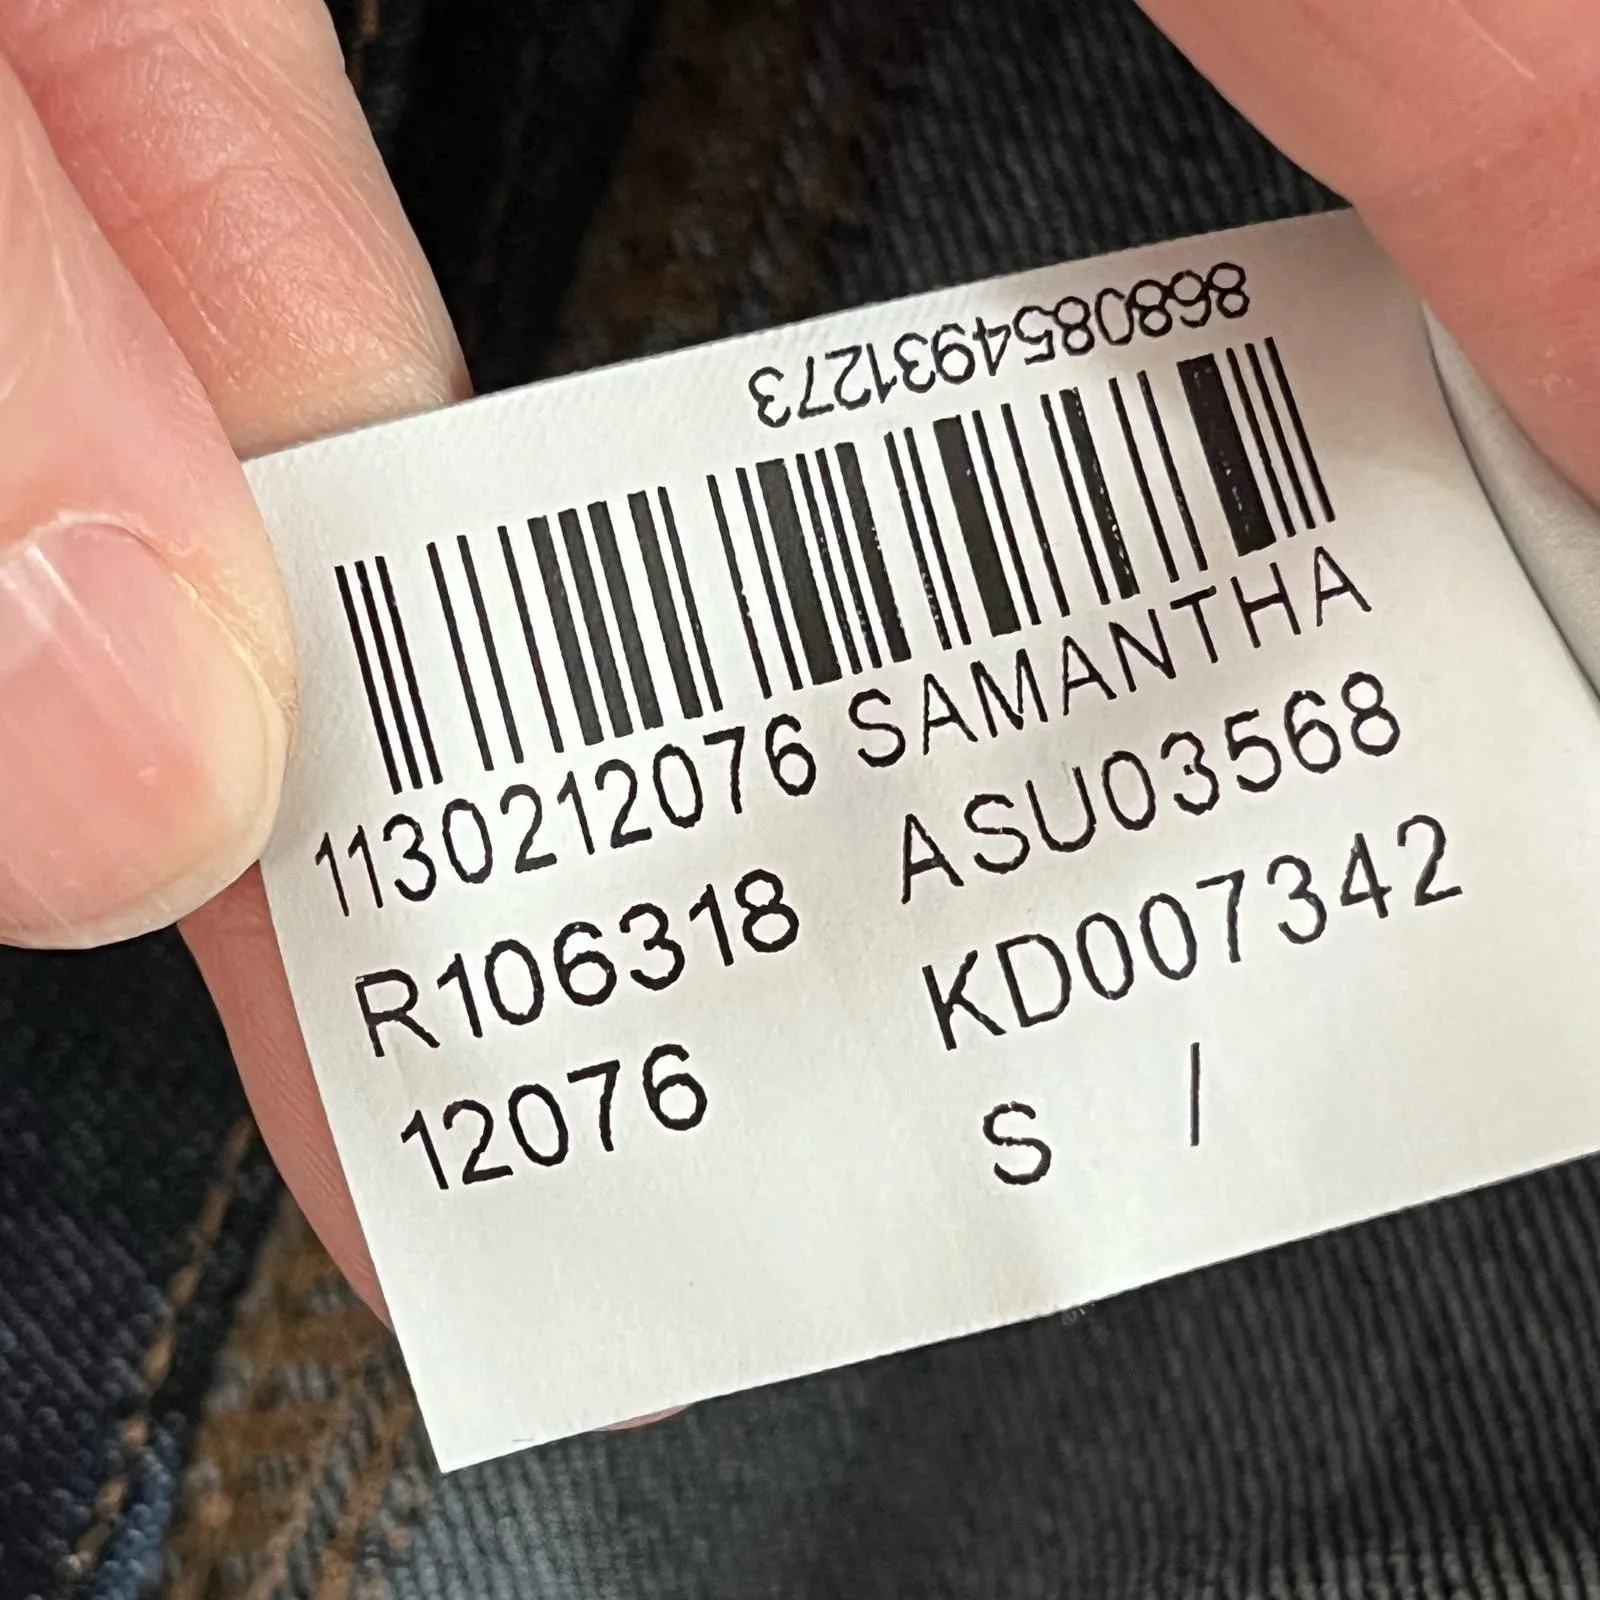 8680854931273
1130212076 SAMANTHA
R106318 ASU03568
12076 KD007342
S /